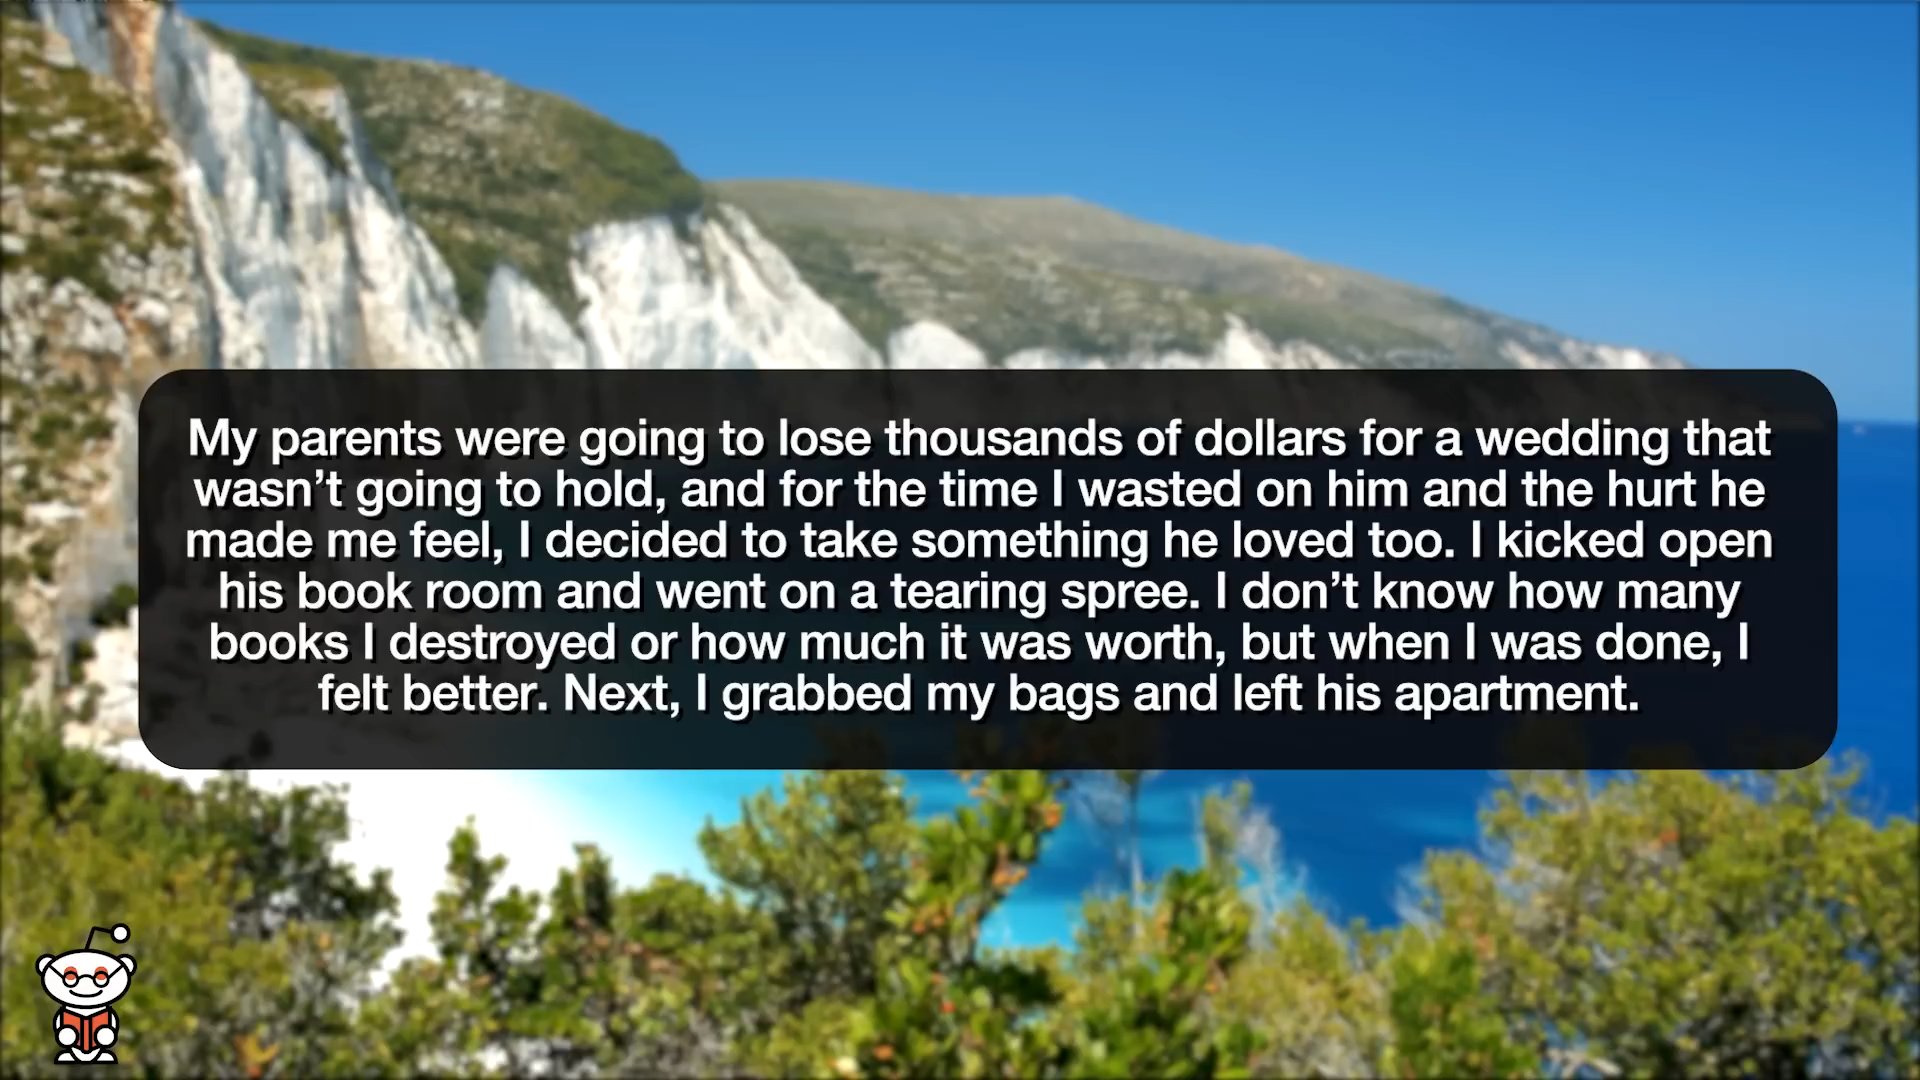 My parents were going to lose thousands of dollars for a wedding that
wasn’t going to hold, and for the time I wasted on him and the hurt he
made me feel, I decided to take something he loved too. I kicked open
his book room and went on a tearing spree. I don’t know how many
books I destroyed or how much it was worth, but when I was done, I
felt better. Next, I grabbed my bags and left his apartment.